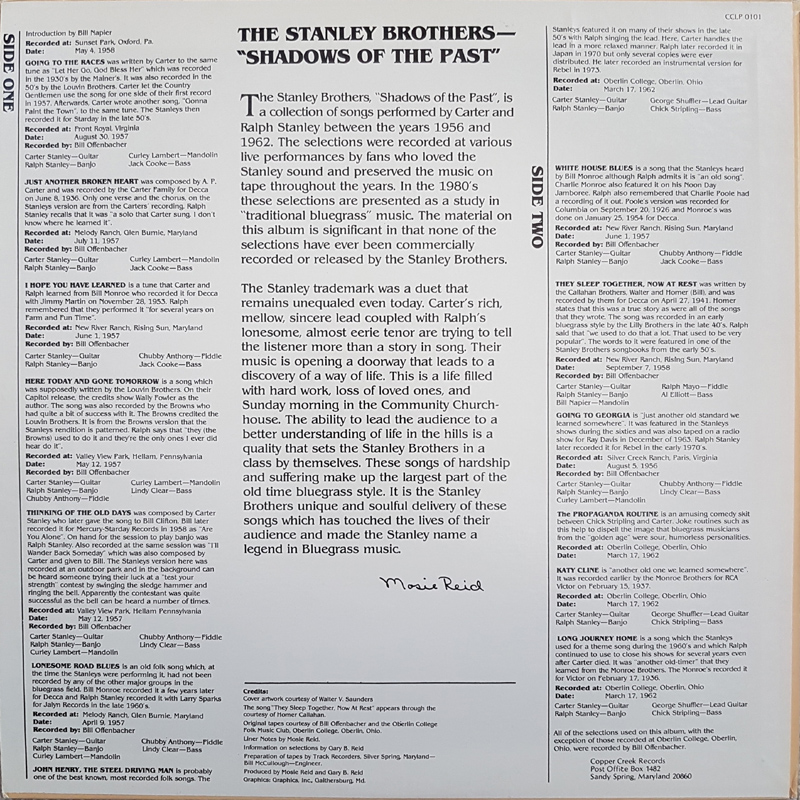 CCLP 0101
SIDE ONE
Introduction by Bill Napier
Recorded at: Sunset Park, Oxford, Pa.
Date: May 4, 1958
GOING TO THE RACES was written by Carter to the same
tune as "Let Her Go, God Bless Her" which was recorded
in the 1930's by the Mainer's. It was also recorded in the
50's by the Louvin Brothers. Carter let the Country
Gentlemen use the song for one side of their first record
in 1957. Afterwards, Carter wrote another song, "Gonna
Paint the Town", to the same tune. The Stanleys then
recorded it for Starday in the late 50's.
Recorded at: Front Royal, Virginia
Date: August 30, 1957
Recorded by: Bill Offenbacher
Carter Stanley—Guitar Curley Lambert—Mandolin
Ralph Stanley—Banjo Jack Cooke—Bass
JUST ANOTHER BROKEN HEART was composed by A. P.
Carter and was recorded by the Carter Family for Decca
on June 8, 1936. Only one verse and the chorus, on the
Stanleys version are from the Carters' recording. Ralph
Stanley recalls that it was "a solo that Carter sung, I don't
know where he learned it".
Recorded at: Melody Ranch, Glen Burnie, Maryland
Date: July 11, 1957
Recorded by: Bill Offenbacher
Carter Stanley—Guitar Curley Lambert—Mandolin
Ralph Stanley—Banjo Jack Cooke—Bass
I HOPE YOU HAVE LEARNED is a tune that Carter and
Ralph learned from Bill Monroe who recorded it for Decca
with Jimmy Martin on November 28, 1953. Ralph
remembered that they performed it "for several years on
Farm and Fun Time".
Recorded at: New River Ranch, Rising Sun, Maryland
Date: June 1, 1957
Recorded by: Bill Offenbacher
Carter Stanley—Guitar Chubby Anthony—Fiddle
Ralph Stanley—Banjo Jack Cooke—Bass
HERE TODAY AND GONE TOMORROW is a song which
was supposedly written by the Louvin Brothers. On their
Capitol release, the credits show Wally Fowler as the
author. The song was also recorded by the Browns who
had quite a bit of success with it. The Browns credited the
Louvin Brothers. It is from the Browns version that the
Stanleys rendition is patterned. Ralph says that "they (the
Browns) used to do it and they're the only ones I ever did
hear do it".
Recorded at: Valley View Park, Hellam, Pennsylvania
Date: May 12, 1957
Recorded by: Bill Offenbacher
Carter Stanley—Guitar Curley Lambert—Mandolin
Ralph Stanley—Banjo Lindy Clear—Bass
Chubby Anthony—Fiddle
THINKING OF THE OLD DAYS was composed by Carter
Stanley who later gave the song to Bill Clifton. Bill later
recorded it for Mercury-Starday Records in 1958 as "Are
You Alone". On hand for the session to play banjo was
Ralph Stanley. Also recorded at the same session was "I'll
Wander Back Someday" which was also composed by
Carter and given to Bill. The Stanleys version here was
recorded at an outdoor park and in the background can
be heard someone trying their luck at a "test your
strength" contest by swinging the sledge hammer and
ringing the bell. Apparently the contestant was quite
successful as the bell can be heard a number of times.
Recorded at: Valley View Park, Hellam Pennsylvania
Date: May 12, 1957
Recorded by: Bill Offenbacher
Carter Stanley—Guitar Chubby Anthony—Fiddle
Ralph Stanley—Banjo Lindy Clear—Bass
Curley Lambert—Mandolin
LONESOME ROAD BLUES is an old folk song which, at
the time the Stanleys were performing it, had not been
recorded by any of the other major groups in the
bluegrass field. Bill Monroe recorded it a few years later
for Decca and Ralph Stanley recorded it with Larry Sparks
for Jalyn Records in the late 1960's.
Recorded at: Melody Ranch, Glen Burnie, Maryland
Date: April 9, 1957
Recorded by: Bill Offenbacher
Carter Stanley—Guitar Chubby Anthony—Fiddle
Ralph Stanley—Banjo Lindy Clear—Bass
Curley Lambert—Mandolin
JOHN HENRY, THE STEEL DRIVING MAN is probably
one of the best known, most recorded folk songs. The
THE STANLEY BROTHERS—
"SHADOWS OF THE PAST"
The Stanley Brothers, "Shadows of the Past", is
a collection of songs performed by Carter and
Ralph Stanley between the years 1956 and
1962. The selections were recorded at various
live performances by fans who loved the
Stanley sound and preserved the music on
tape throughout the years. In the 1980's
these selections are presented as a study in
"traditional bluegrass" music. The material on
this album is significant in that none of the
selections have ever been commercially
recorded or released by the Stanley Brothers.
The Stanley trademark was a duet that
remains unequaled even today. Carter's rich,
mellow, sincere lead coupled with Ralph's
lonesome, almost eerie tenor are trying to tell
the listener more than a story in song. Their
music is opening a doorway that leads to a
discovery of a way of life. This is a life filled
with hard work, loss of loved ones, and
Sunday morning in the Community Church-
house. The ability to lead the audience to a
better understanding of life in the hills is a
quality that sets the Stanley Brothers in a
class by themselves. These songs of hardship
and suffering make up the largest part of the
old time bluegrass style. It is the Stanley
Brothers unique and soulful delivery of these
songs which has touched the lives of their
audience and made the Stanley name a
legend in Bluegrass music.
Mosie Reid
Credits:
Cover artwork courtesy of Walter V. Saunders
The song "They Sleep Together, Now At Rest" appears through the
courtesy of Homer Callahan.
Original tapes courtesy of Bill Offenbacher and the Oberlin College
Folk Music Club, Oberlin College, Oberlin, Ohio.
Liner Notes by Mosie Reid.
Information on selections by Gary B. Reid
Preparation of tapes by Track Recorders, Silver Spring, Maryland—
Bill McCullough—Engineer.
Produced by Mosie Reid and Gary B. Reid
Graphics: Graphics, Inc., Gaithersburg, Md.
SIDE TWO
Stanleys featured it on many of their shows in the late
50's with Ralph singing the lead. Here, Carter handles the
lead in a more relaxed manner. Ralph later recorded it in
Japan in 1970 but only several copies were ever
distributed. He later recorded an instrumental version for
Rebel in 1973.
Recorded at: Oberlin College, Oberlin, Ohio
Date: March 17, 1962
Carter Stanley—Guitar George Shuffler—Lead Guitar
Ralph Stanley—Banjo Chick Stripling—Bass
WHITE HOUSE BLUES is a song that the Stanleys heard
by Bill Monroe although Ralph admits it is "an old song".
Charlie Monroe also featured it on his Noon Day
Jamboree. Ralph also remembered that Charlie Poole had
a recording of it out. Poole's version was recorded for
Columbia on September 20, 1926 and Monroe's was
done on January 25, 1954 for Decca.
Recorded at: New River Ranch, Rising Sun, Maryland
Date: June 1, 1957
Recorded by: Bill Offenbacher
Carter Stanley—Guitar Chubby Anthony—Fiddle
Ralph Stanley—Banjo Jack Cooke—Bass
THEY SLEEP TOGETHER, NOW AT REST was written by
the Callahan Brothers, Walter and Homer (Bill), and was
recorded by them for Decca on April 27, 1941. Homer
states that this was a true story as were all of the songs
that they wrote. The song was recorded in an early
bluegrass style by the Lilly Brothers in the late 40's. Ralph
said that "we used to do that a lot. That used to be very
popular". The words to it were featured in one of the
Stanley Brothers songbooks from the early 50's.
Recorded at: New River Ranch, Rising Sun, Maryland
Date: September 7, 1958
Recorded by: Bill Offenbacher
Carter Stanley—Guitar Ralph Mayo—Fiddle
Ralph Stanley—Banjo Al Elliott—Bass
Bill Napier—Mandolin
GOING TO GEORGIA is "just another old standard we
learned somewhere". It was featured in the Stanleys
shows during the sixties and was also taped on a radio
show for Ray Davis in December of 1963. Ralph Stanley
later recorded it for Rebel in the early 1970's.
Recorded at: Silver Creek Ranch, Paris, Virginia
Date: August 5, 1956
Recorded by: Bill Offenbacher
Carter Stanley—Guitar Chubby Anthony—Fiddle
Ralph Stanley—Banjo Lindy Clear—Bass
Curley Lambert—Mandolin
The PROPAGANDA ROUTINE is an amusing comedy skit
between Chick Stripling and Carter. Joke routines such as
this help to dispell the image that bluegrass musicians
from the "golden age" were sour, humorless personalities.
Recorded at: Oberlin College, Oberlin, Ohio
Date: March 17, 1962
KATY CLINE is "another old one we learned somewhere".
It was recorded earlier by the Monroe Brothers for RCA
Victor on February 15, 1937.
Recorded at: Oberlin College, Oberlin, Ohio
Date: March 17, 1962
Carter Stanley—Guitar George Shuffler—Lead Guitar
Ralph Stanley—Banjo Chick Stripling—Bass
LONG JOURNEY HOME is a song which the Stanleys
used for a theme song during the 1960's and which Ralph
continued to use to close his shows for several years even
after Carter died. It was "another old-timer" that they
learned from the Monroe Brothers. The Monroe's recorded it
for Victor on February 17, 1936.
Recorded at: Oberlin College, Oberlin, Ohio
Date: March 17, 1962
Carter Stanley—Guitar George Shuffler—Lead Guitar
Ralph Stanley—Banjo Chick Stripling—Bass
All of the selections used on this album, with the
exception of those recorded at Oberlin College, Oberlin,
Ohio, were recorded by Bill Offenbacher.
Copper Creek Records
Post Office Box 1482
Sandy Spring, Maryland 20860